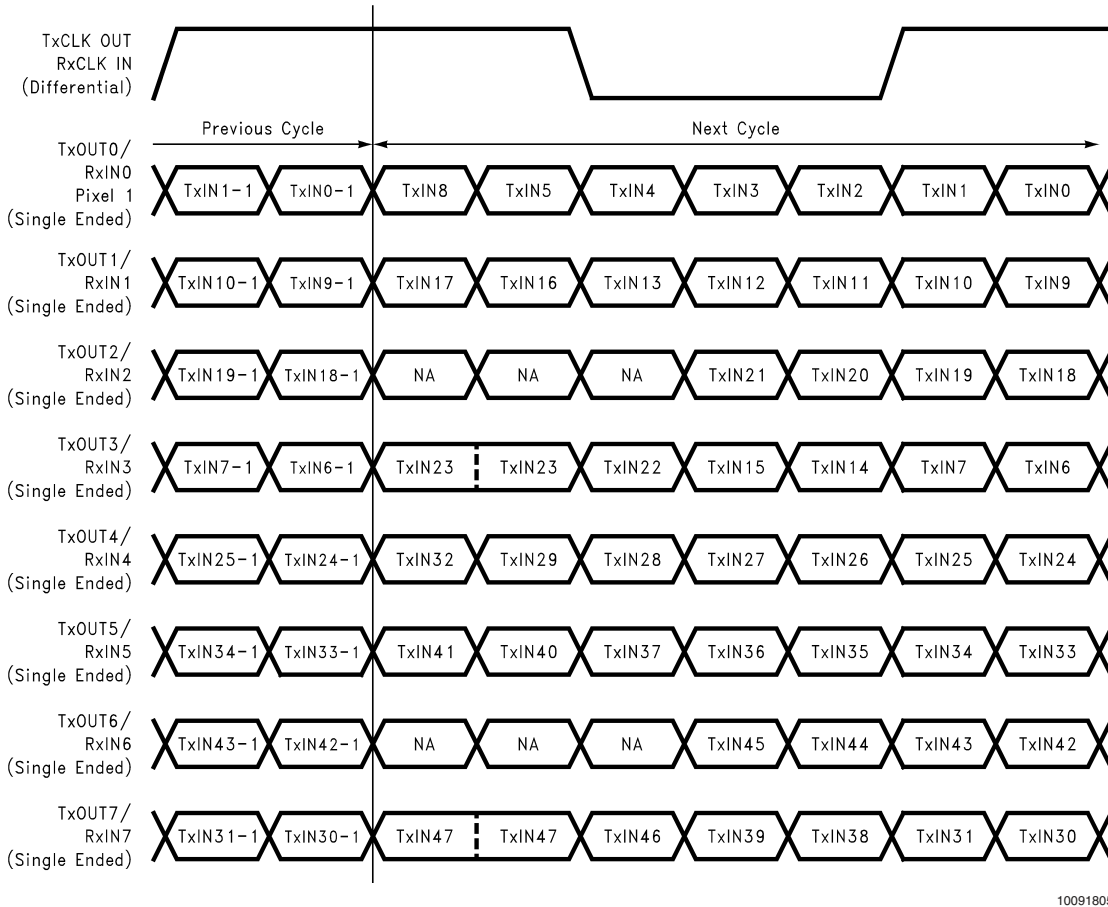 TxCLK OUT
RxCLK IN
(Differential)
Previous Cycle
Next Cycle
TxOUT0/
RxIN0
Pixel 1
(Single Ended)
TxIN1-1 TxIN0-1 TxIN8 TxIN5 TxIN4 TxIN3 TxIN2 TxIN1 TxIN0
TxOUT1/
RxIN1
(Single Ended)
TxIN10-1 TxIN9-1 TxIN17 TxIN16 TxIN13 TxIN12 TxIN11 TxIN10 TxIN9
TxOUT2/
RxIN2
(Single Ended)
TxIN19-1 TxIN18-1 NA NA NA TxIN21 TxIN20 TxIN19 TxIN18
TxOUT3/
RxIN3
(Single Ended)
TxIN7-1 TxIN6-1 TxIN23 TxIN23 TxIN22 TxIN15 TxIN14 TxIN7 TxIN6
TxOUT4/
RxIN4
(Single Ended)
TxIN25-1 TxIN24-1 TxIN32 TxIN29 TxIN28 TxIN27 TxIN26 TxIN25 TxIN24
TxOUT5/
RxIN5
(Single Ended)
TxIN34-1 TxIN33-1 TxIN41 TxIN40 TxIN37 TxIN36 TxIN35 TxIN34 TxIN33
TxOUT6/
RxIN6
(Single Ended)
TxIN43-1 TxIN42-1 NA NA NA TxIN45 TxIN44 TxIN43 TxIN42
TxOUT7/
RxIN7
(Single Ended)
TxIN31-1 TxIN30-1 TxIN47 TxIN47 TxIN46 TxIN39 TxIN38 TxIN31 TxIN30
10091805